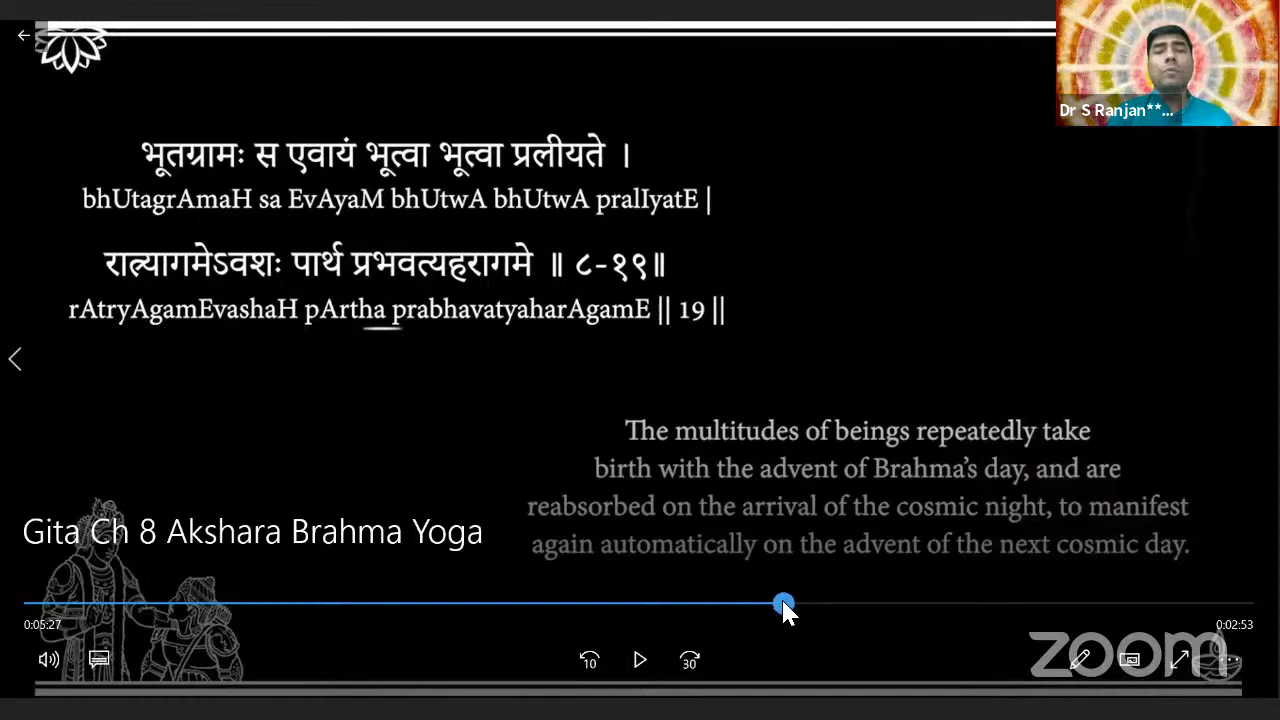 Dr S Ranjan**...
भूतग्रामः स एवायं भूत्वा भूत्वा प्रलीयते ।
bhUtagrAmaH sa EvAyaM bhUtwA bhUtwA pralIyatE |
रात्र्यागमेऽवशः पार्थ प्रभवत्यहरागमे ॥ ८-१९॥
rAtryAgamEvashaH pArtha prabhavatyaharAgamE || 19 ||
The multitudes of beings repeatedly take
birth with the advent of Brahma’s day, and are
reabsorbed on the arrival of the cosmic night, to manifest
again automatically on the advent of the next cosmic day.
Gita Ch 8 Akshara Brahma Yoga
0:05:27
0:02:53
10
30
zoom